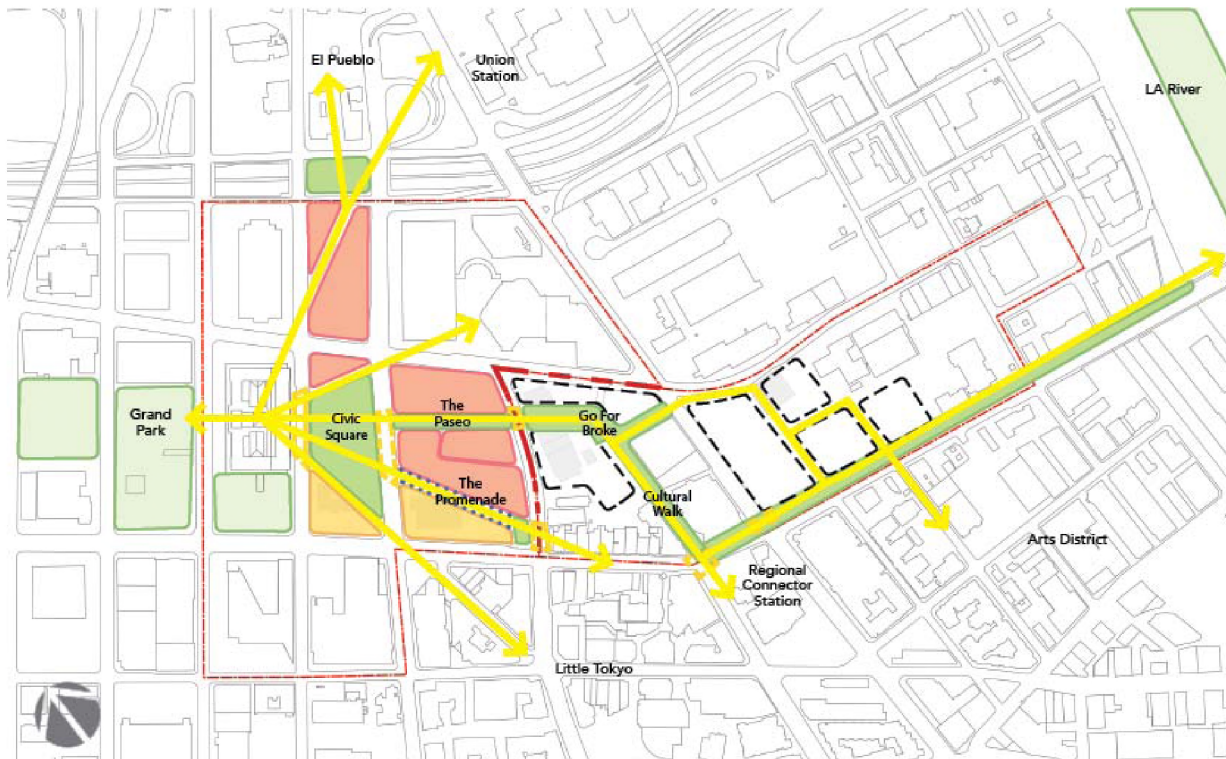 El Pueblo
Union
Station
LA River
Grand
Park
Civic
Square
The
Paseo
Go For
Broke
The
Promenade
Cultural
Walk
Regional
Connector
Station
Arts District
Little Tokyo